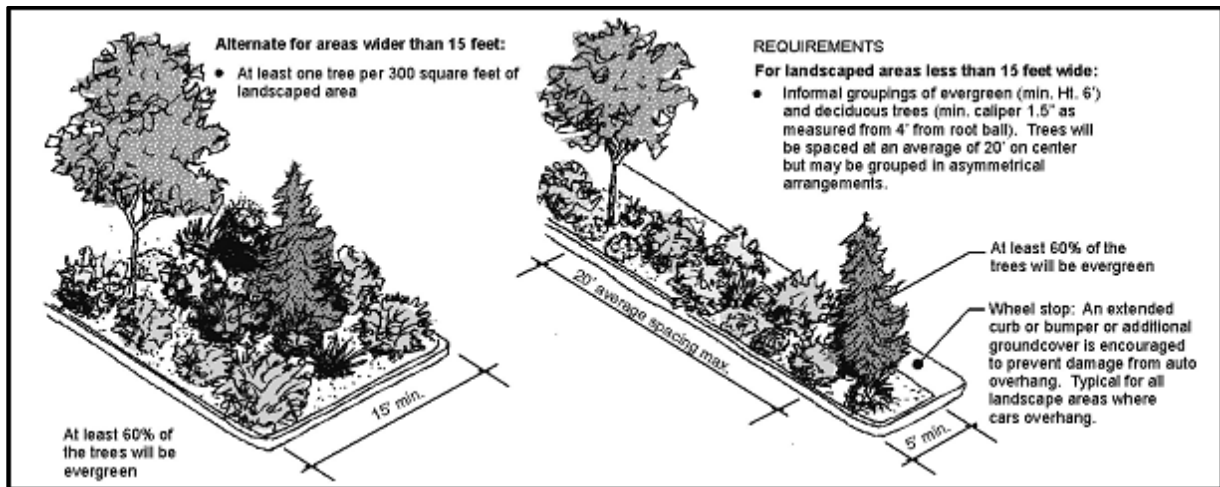 Alternate for areas wider than 15 feet:
• At least one tree per 300 square feet of
landscaped area
At least 60% of
the trees will be
evergreen
15' min.
REQUIREMENTS
For landscaped areas less than 15 feet wide:
• Informal groupings of evergreen (min. Ht. 6')
and deciduous trees (min. caliper 1.5" as
measured from 4' from root ball). Trees will
be spaced at an average of 20' on center
but may be grouped in asymmetrical
arrangements.
At least 60% of the
trees will be evergreen
Wheel stop: An extended
curb or bumper or additional
groundcover is encouraged
to prevent damage from auto
overhang. Typical for all
landscape areas where
cars overhang.
20' average spacing max.
5' min.